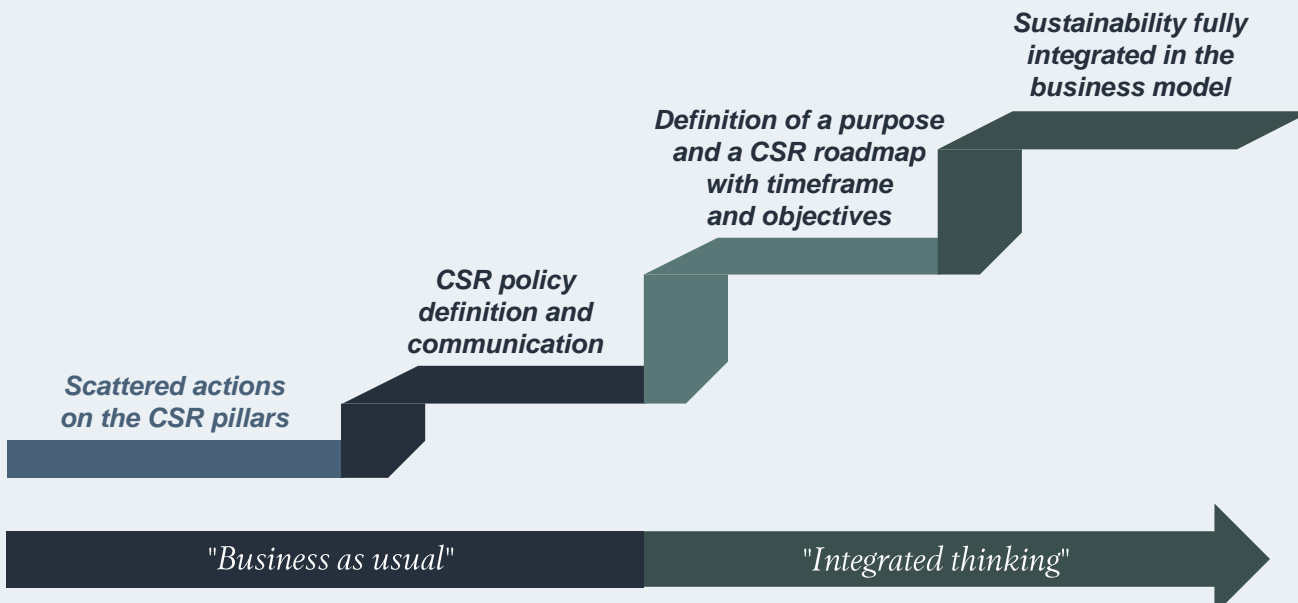 Sustainability fully
integrated in the
business model
Definition of a purpose
and a CSR roadmap
with timeframe
and objectives
CSR policy
definition and
communication
Scattered actions
on the CSR pillars
"Business as usual"
"Integrated thinking"